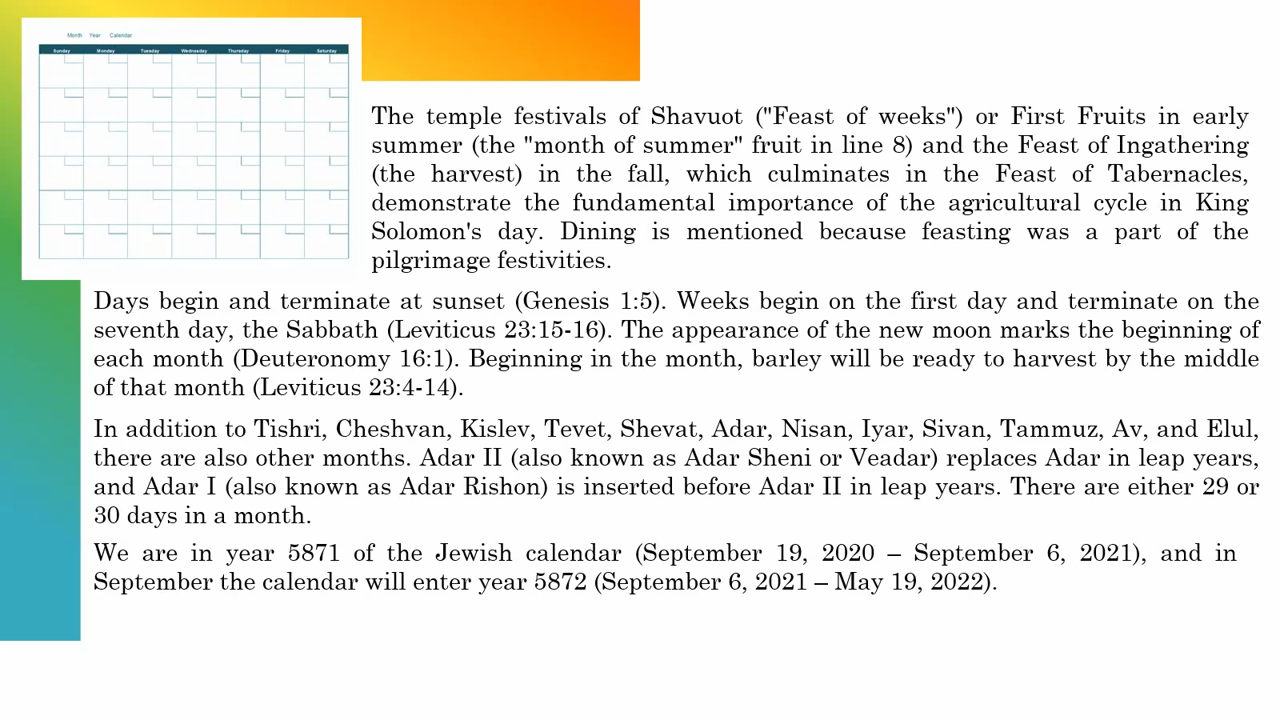 Month Year Calendar
Sunday Monday Tuesday Wednesday Thursday Friday Saturday
The temple festivals of Shavuot ("Feast of weeks") or First Fruits in early
summer (the "month of summer" fruit in line 8) and the Feast of Ingathering
(the harvest) in the fall, which culminates in the Feast of Tabernacles,
demonstrate the fundamental importance of the agricultural cycle in King
Solomon's day. Dining is mentioned because feasting was a part of the
pilgrimage festivities.
Days begin and terminate at sunset (Genesis 1:5). Weeks begin on the first day and terminate on the
seventh day, the Sabbath (Leviticus 23:15-16). The appearance of the new moon marks the beginning of
each month (Deuteronomy 16:1). Beginning in the month, barley will be ready to harvest by the middle
of that month (Leviticus 23:4-14).
In addition to Tishri, Cheshvan, Kislev, Tevet, Shevat, Adar, Nisan, Iyar, Sivan, Tammuz, Av, and Elul,
there are also other months. Adar II (also known as Adar Sheni or Veadar) replaces Adar in leap years,
and Adar I (also known as Adar Rishon) is inserted before Adar II in leap years. There are either 29 or
30 days in a month.
We are in year 5871 of the Jewish calendar (September 19, 2020 – September 6, 2021), and in
September the calendar will enter year 5872 (September 6, 2021 – May 19, 2022).